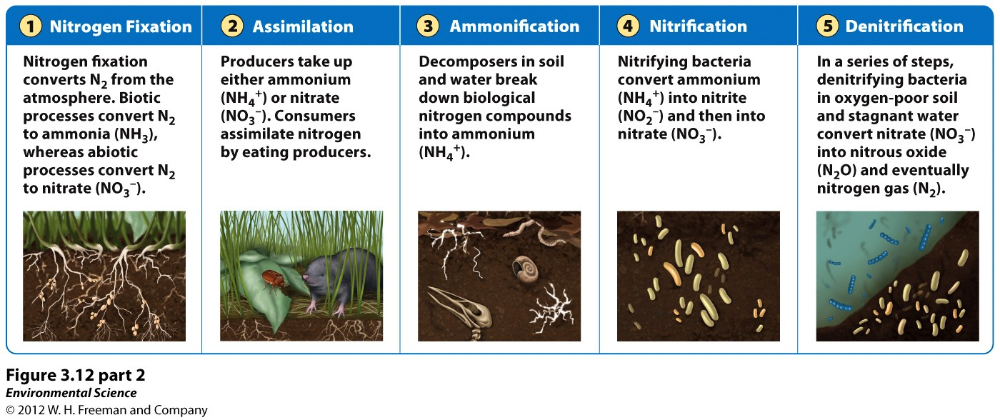 1 Nitrogen Fixation
Nitrogen fixation
converts N₂ from the
atmosphere. Biotic
processes convert N₂
to ammonia (NH₃),
whereas abiotic
processes convert N₂
to nitrate (NO₃⁻).
2 Assimilation
Producers take up
either ammonium
(NH₄⁺) or nitrate
(NO₃⁻). Consumers
assimilate nitrogen
by eating producers.
3 Ammonification
Decomposers in soil
and water break
down biological
nitrogen compounds
into ammonium
(NH₄⁺).
4 Nitrification
Nitrifying bacteria
convert ammonium
(NH₄⁺) into nitrite
(NO₂⁻) and then into
nitrate (NO₃⁻).
5 Denitrification
In a series of steps,
denitrifying bacteria
in oxygen-poor soil
and stagnant water
convert nitrate (NO₃⁻)
into nitrous oxide
(N₂O) and eventually
nitrogen gas (N₂).
Figure 3.12 part 2
Environmental Science
© 2012 W. H. Freeman and Company